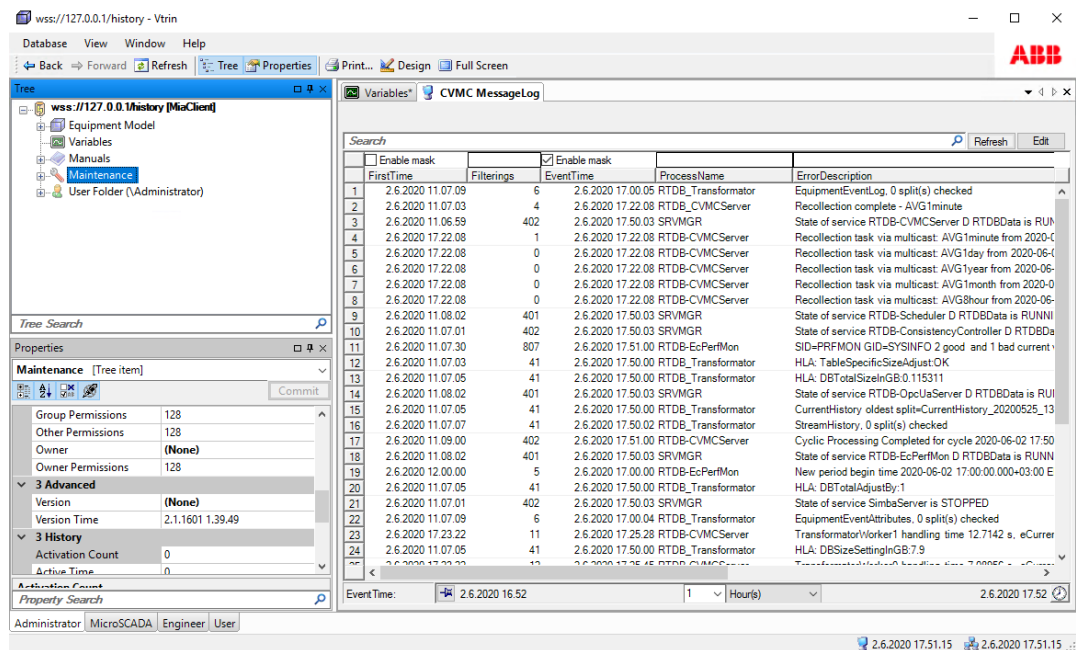 wss://127.0.0.1/history - Vtrin
Database View Window Help
Back Forward Refresh Tree Properties Print... Design Full Screen
ABB
Tree
Variables* CVMC MessageLog
wss://127.0.0.1/history [MiaClient]
Equipment Model
Variables
Manuals
Maintenance
User Folder (\Administrator)
Tree Search
Search Refresh Edit
Enable mask Enable mask
FirstTime Filterings EventTime ProcessName ErrorDescription
1 2.6.2020 11.07.09 6 2.6.2020 17.00.05 RTDB_Transformator EquipmentEventLog, 0 split(s) checked
2 2.6.2020 11.07.03 4 2.6.2020 17.22.08 RTDB_CVMCServer Recollection complete - AVG1minute
3 2.6.2020 11.06.59 402 2.6.2020 17.50.03 SRVMGR State of service RTDB-CVMCServer D RTDBData is RUN
4 2.6.2020 17.22.08 1 2.6.2020 17.22.08 RTDB-CVMCServer Recollection task via multicast: AVG1minute from 2020-0
5 2.6.2020 17.22.08 0 2.6.2020 17.22.08 RTDB-CVMCServer Recollection task via multicast: AVG1day from 2020-06-0
6 2.6.2020 17.22.08 0 2.6.2020 17.22.08 RTDB-CVMCServer Recollection task via multicast: AVG1year from 2020-06-
7 2.6.2020 17.22.08 0 2.6.2020 17.22.08 RTDB-CVMCServer Recollection task via multicast: AVG1month from 2020-0
8 2.6.2020 17.22.08 0 2.6.2020 17.22.08 RTDB-CVMCServer Recollection task via multicast: AVG8hour from 2020-06-
9 2.6.2020 11.08.02 401 2.6.2020 17.50.03 SRVMGR State of service RTDB-Scheduler D RTDBData is RUNNI
10 2.6.2020 11.07.01 402 2.6.2020 17.50.03 SRVMGR State of service RTDB-ConsistencyController D RTDBDa
11 2.6.2020 11.07.30 807 2.6.2020 17.51.00 RTDB-EcPerfMon SID=PRFMON GID=SYSINFO 2 good and 1 bad current
12 2.6.2020 11.07.03 41 2.6.2020 17.50.00 RTDB_Transformator HLA: TableSpecificSizeAdjust:OK
13 2.6.2020 11.07.05 41 2.6.2020 17.50.00 RTDB_Transformator HLA: DBTotalSizeInGB:0.115311
14 2.6.2020 11.08.02 401 2.6.2020 17.50.03 SRVMGR State of service RTDB-OpcUaServer D RTDBData is RUI
15 2.6.2020 11.07.05 41 2.6.2020 17.50.00 RTDB_Transformator CurrentHistory oldest split=CurrentHistory_20200525_13
16 2.6.2020 11.07.07 41 2.6.2020 17.50.02 RTDB_Transformator StreamHistory, 0 split(s) checked
17 2.6.2020 11.09.00 402 2.6.2020 17.51.00 RTDB-CVMCServer Cyclic Processing Completed for cycle 2020-06-02 17:50
18 2.6.2020 11.08.02 401 2.6.2020 17.50.03 SRVMGR State of service RTDB-EcPerfMon D RTDBData is RUNN
19 2.6.2020 12.00.00 5 2.6.2020 17.00.00 RTDB-EcPerfMon New period begin time 2020-06-02 17:00:00.000+03:00 E
20 2.6.2020 11.07.05 41 2.6.2020 17.50.00 RTDB_Transformator HLA: DBTotalAdjustBy:1
21 2.6.2020 11.07.01 402 2.6.2020 17.50.03 SRVMGR State of service SimbaServer is STOPPED
22 2.6.2020 11.07.09 6 2.6.2020 17.00.04 RTDB_Transformator EquipmentEventAttributes, 0 split(s) checked
23 2.6.2020 17.23.22 11 2.6.2020 17.25.28 RTDB-CVMCServer TransformatorWorker1 handling time 12.7142 s, eCurrer
24 2.6.2020 11.07.05 41 2.6.2020 17.50.00 RTDB_Transformator HLA: DBSizeSettingInGB:7.9
Properties
Maintenance [Tree item]
Commit
Group Permissions 128
Other Permissions 128
Owner (None)
Owner Permissions 128
3 Advanced
Version (None)
Version Time 2.1.1601 1.39.49
3 History
Activation Count 0
Active Time 0
Activation Count
Property Search
EventTime: 2.6.2020 16.52 1 Hour(s) 2.6.2020 17.52
Administrator MicroSCADA Engineer User
2.6.2020 17.51.15 2.6.2020 17.51.15